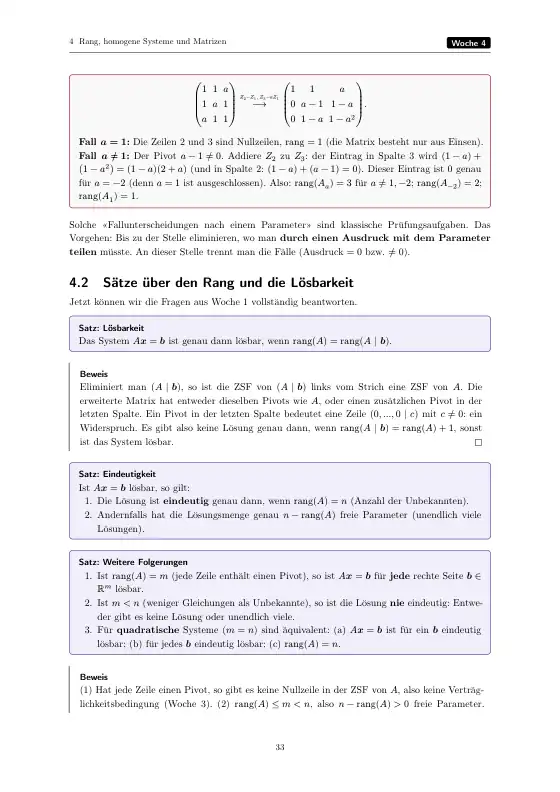 4 Rang, homogene Systeme und Matrizen Woche 4
(1 1 a; 1 a 1; a 1 1) Z₂−Z₁, Z₃−aZ₁ ⟶ (1 1 a; 0 a − 1 1 − a; 0 1 − a 1 − a²).
Fall a = 1: Die Zeilen 2 und 3 sind Nullzeilen, rang = 1 (die Matrix besteht nur aus Einsen).
Fall a ≠ 1: Der Pivot a − 1 ≠ 0. Addiere Z₂ zu Z₃: der Eintrag in Spalte 3 wird (1 − a) +
(1 − a²) = (1 − a)(2 + a) (und in Spalte 2: (1 − a) + (a − 1) = 0). Dieser Eintrag ist 0 genau
für a = −2 (denn a = 1 ist ausgeschlossen). Also: rang(Aₐ) = 3 für a ≠ 1, −2; rang(A₋₂) = 2;
rang(A₁) = 1.
Solche «Fallunterscheidungen nach einem Parameter» sind klassische Prüfungsaufgaben. Das
Vorgehen: Bis zu der Stelle eliminieren, wo man durch einen Ausdruck mit dem Parameter
teilen müsste. An dieser Stelle trennt man die Fälle (Ausdruck = 0 bzw. ≠ 0).
4.2 Sätze über den Rang und die Lösbarkeit
Jetzt können wir die Fragen aus Woche 1 vollständig beantworten.
Satz: Lösbarkeit
Das System Ax = b ist genau dann lösbar, wenn rang(A) = rang(A | b).
Beweis
Eliminiert man (A | b), so ist die ZSF von (A | b) links vom Strich eine ZSF von A. Die
erweiterte Matrix hat entweder dieselben Pivots wie A, oder einen zusätzlichen Pivot in der
letzten Spalte. Ein Pivot in der letzten Spalte bedeutet eine Zeile (0, ..., 0 | c) mit c ≠ 0: ein
Widerspruch. Es gibt also keine Lösung genau dann, wenn rang(A | b) = rang(A) + 1, sonst
ist das System lösbar. □
Satz: Eindeutigkeit
Ist Ax = b lösbar, so gilt:
1. Die Lösung ist eindeutig genau dann, wenn rang(A) = n (Anzahl der Unbekannten).
2. Andernfalls hat die Lösungsmenge genau n − rang(A) freie Parameter (unendlich viele
Lösungen).
Satz: Weitere Folgerungen
1. Ist rang(A) = m (jede Zeile enthält einen Pivot), so ist Ax = b für jede rechte Seite b ∈
ℝᵐ lösbar.
2. Ist m < n (weniger Gleichungen als Unbekannte), so ist die Lösung nie eindeutig: Entwe-
der gibt es keine Lösung oder unendlich viele.
3. Für quadratische Systeme (m = n) sind äquivalent: (a) Ax = b ist für ein b eindeutig
lösbar; (b) für jedes b eindeutig lösbar; (c) rang(A) = n.
Beweis
(1) Hat jede Zeile einen Pivot, so gibt es keine Nullzeile in der ZSF von A, also keine Verträg-
lichkeitsbedingung (Woche 3). (2) rang(A) ≤ m < n, also n − rang(A) > 0 freie Parameter.
33